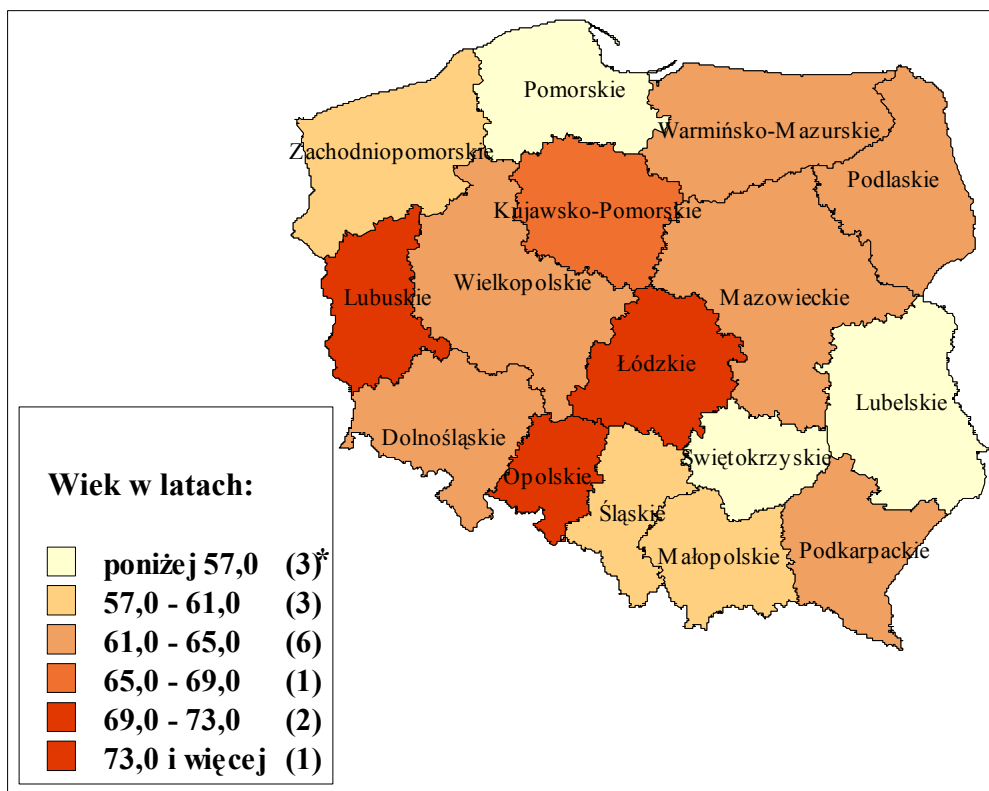 Pomorskie
Warmińsko-Mazurskie
Zachodniopomorskie
Podlaskie
Kujawsko-Pomorskie
Wielkopolskie
Mazowieckie
Lubuskie
Łódzkie
Lubelskie
Dolnośląskie
Świętokrzyskie
Opolskie
Śląskie
Małopolskie
Podkarpackie
Wiek w latach:
poniżej 57,0 (3)*
57,0 - 61,0 (3)
61,0 - 65,0 (6)
65,0 - 69,0 (1)
69,0 - 73,0 (2)
73,0 i więcej (1)